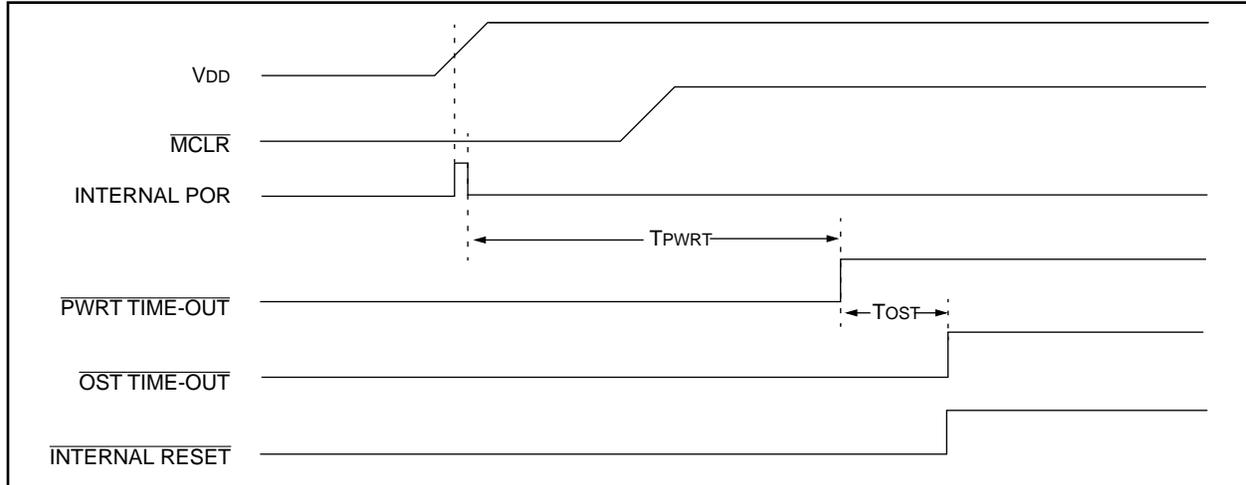 VDD
MCLR
INTERNAL POR
TPWRT
PWRT TIME-OUT
TOST
OST TIME-OUT
INTERNAL RESET